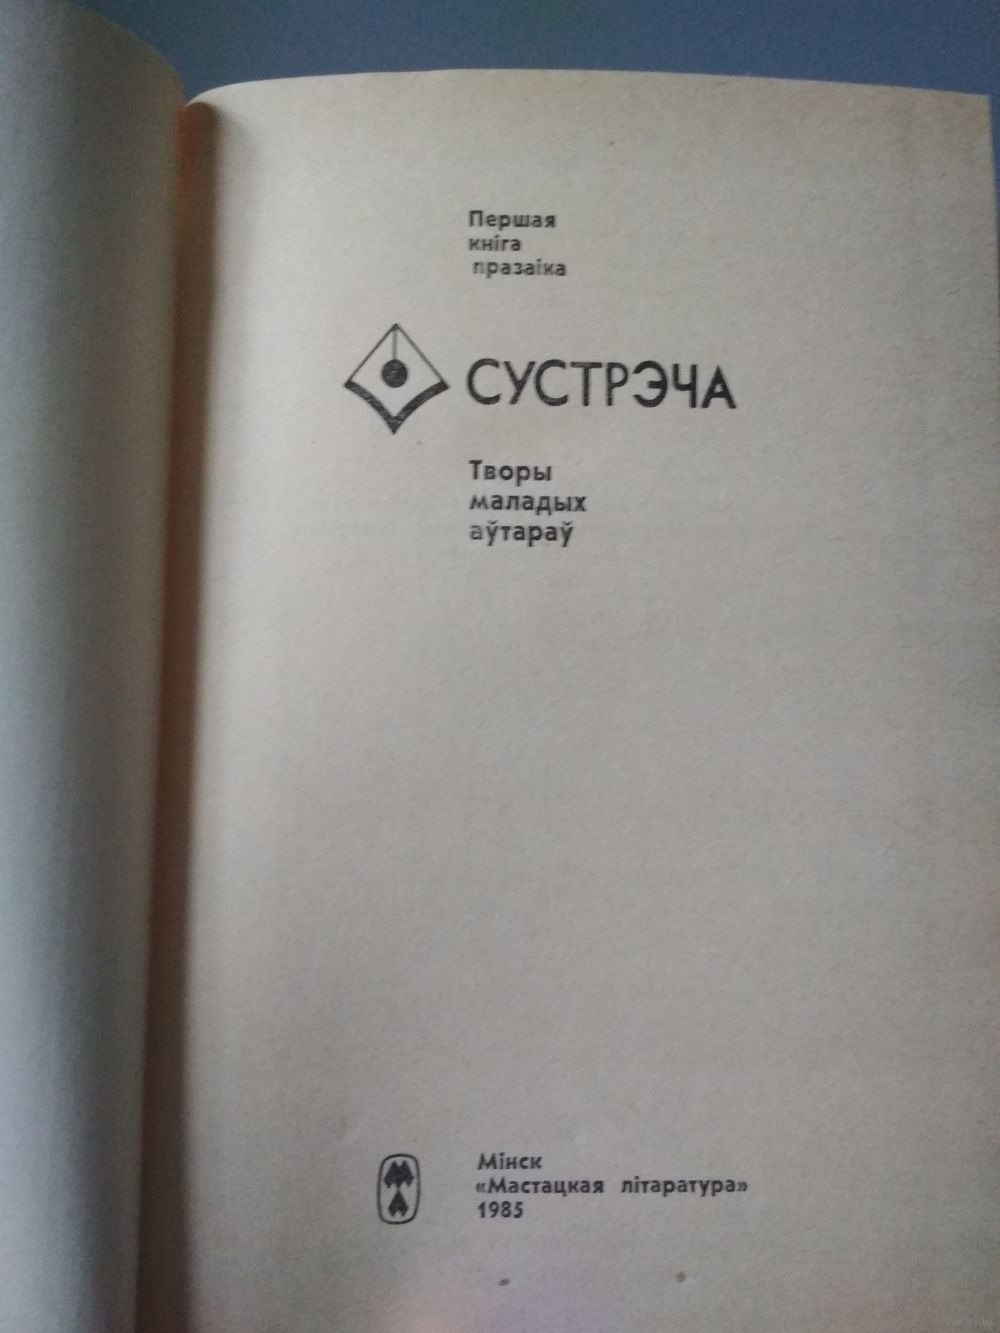 Першая
кніга
празаіка
СУСТРЭЧА
Творы
маладых
аўтараў
Мінск
«Мастацкая літаратура»
1985